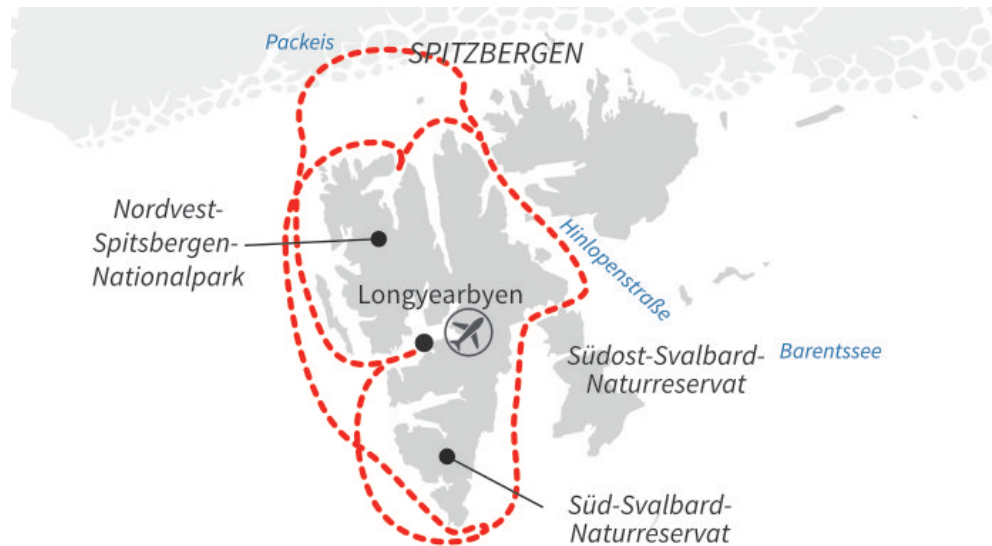 Packeis
SPITZBERGEN
Nordvest-
Spitsbergen-
Nationalpark
Hinlopenstraße
Longyearbyen
Südost-Svalbard-
Naturreservat
Barentssee
Süd-Svalbard-
Naturreservat